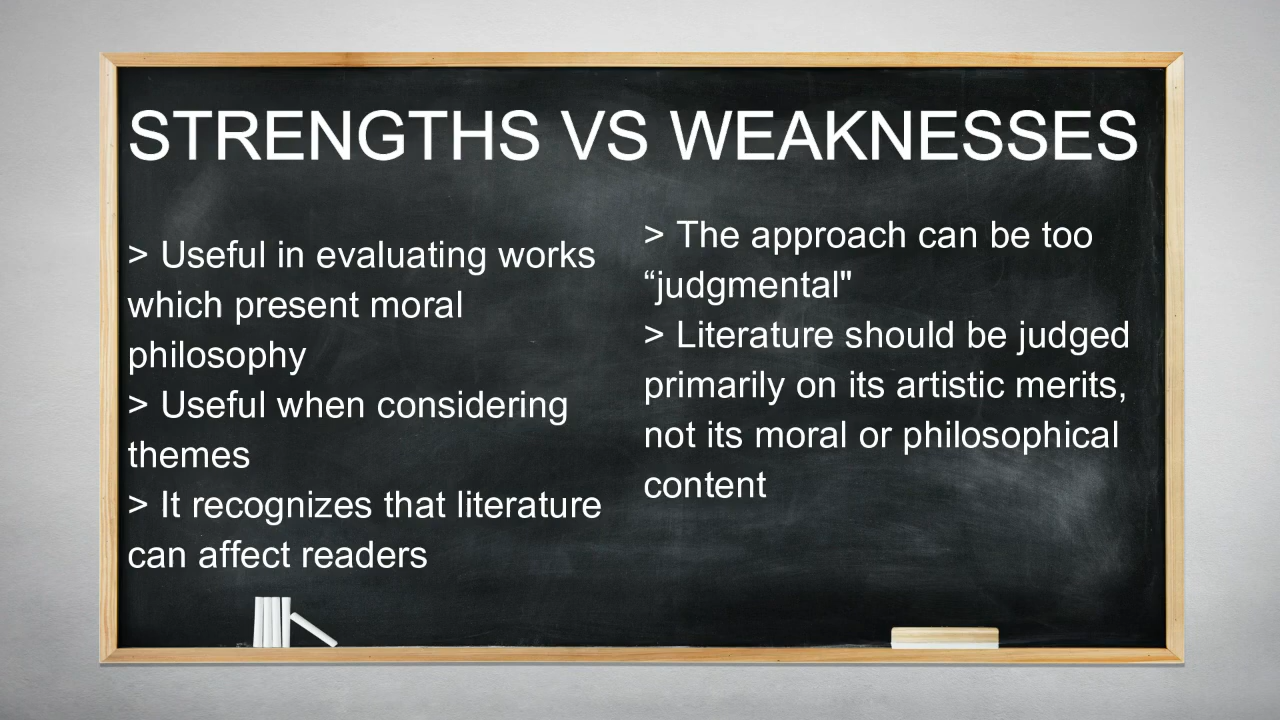 STRENGTHS VS WEAKNESSES
> Useful in evaluating works
which present moral
philosophy
> Useful when considering
themes
> It recognizes that literature
can affect readers
> The approach can be too
“judgmental"
> Literature should be judged
primarily on its artistic merits,
not its moral or philosophical
content